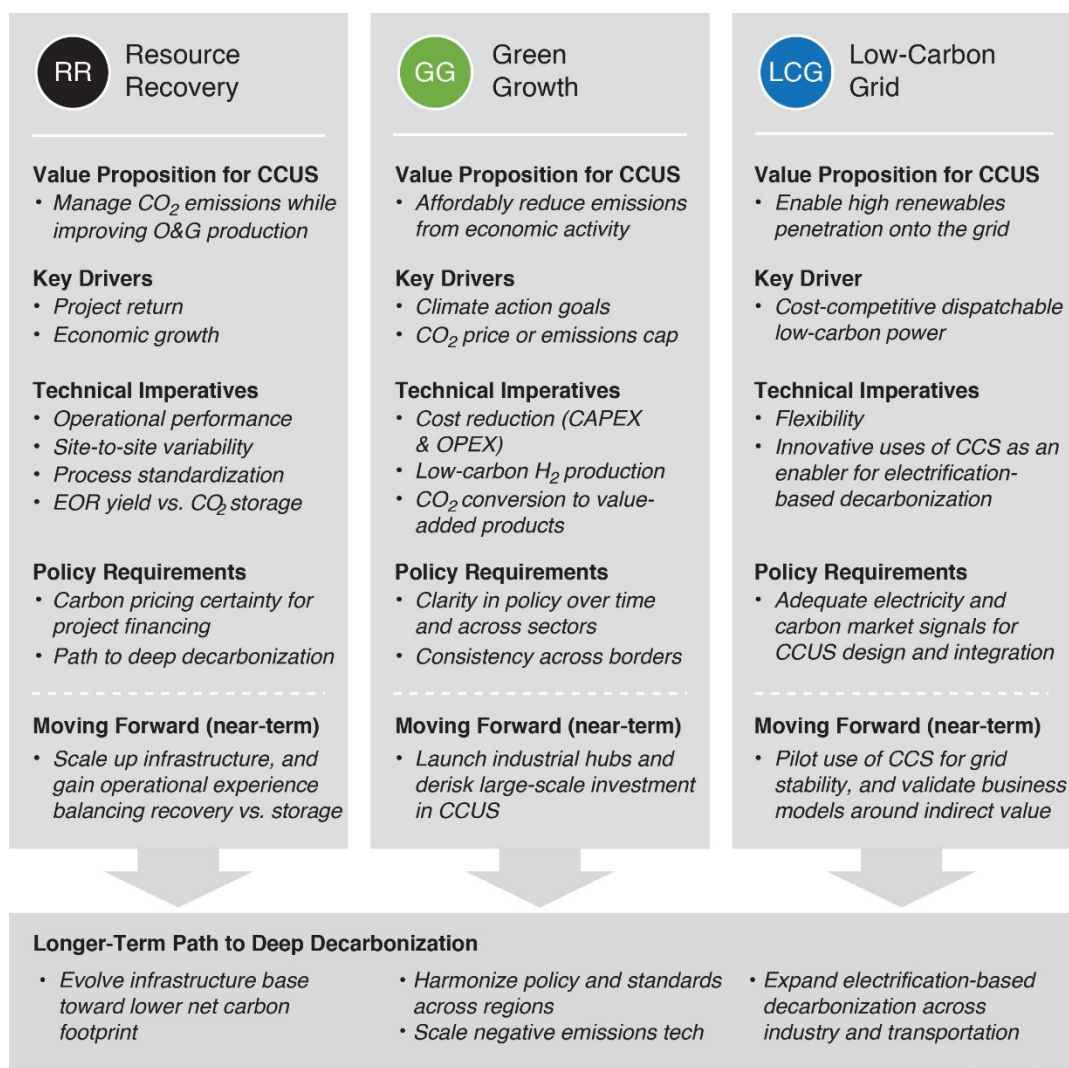 RR
Resource
Recovery
Value Proposition for CCUS
• Manage CO₂ emissions while
improving O&G production
Key Drivers
• Project return
• Economic growth
Technical Imperatives
• Operational performance
• Site-to-site variability
• Process standardization
• EOR yield vs. CO₂ storage
Policy Requirements
• Carbon pricing certainty for
project financing
• Path to deep decarbonization
Moving Forward (near-term)
• Scale up infrastructure, and
gain operational experience
balancing recovery vs. storage
GG
Green
Growth
Value Proposition for CCUS
• Affordably reduce emissions
from economic activity
Key Drivers
• Climate action goals
• CO₂ price or emissions cap
Technical Imperatives
• Cost reduction (CAPEX
& OPEX)
• Low-carbon H₂ production
• CO₂ conversion to value-
added products
Policy Requirements
• Clarity in policy over time
and across sectors
• Consistency across borders
Moving Forward (near-term)
• Launch industrial hubs and
derisk large-scale investment
in CCUS
LCG
Low-Carbon
Grid
Value Proposition for CCUS
• Enable high renewables
penetration onto the grid
Key Driver
• Cost-competitive dispatchable
low-carbon power
Technical Imperatives
• Flexibility
• Innovative uses of CCS as an
enabler for electrification-
based decarbonization
Policy Requirements
• Adequate electricity and
carbon market signals for
CCUS design and integration
Moving Forward (near-term)
• Pilot use of CCS for grid
stability, and validate business
models around indirect value
Longer-Term Path to Deep Decarbonization
• Evolve infrastructure base
toward lower net carbon
footprint
• Harmonize policy and standards
across regions
• Scale negative emissions tech
• Expand electrification-based
decarbonization across
industry and transportation